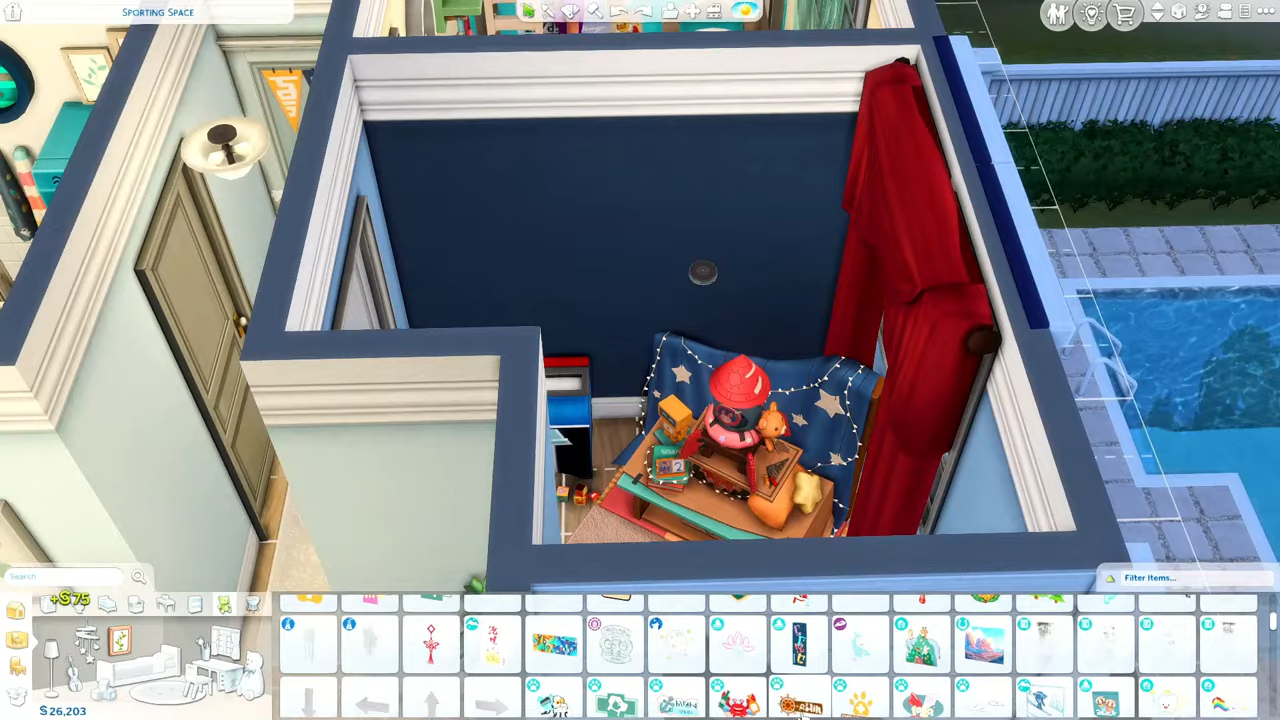 Sporting Space
Search
+§75
Filter Items...
§26,203